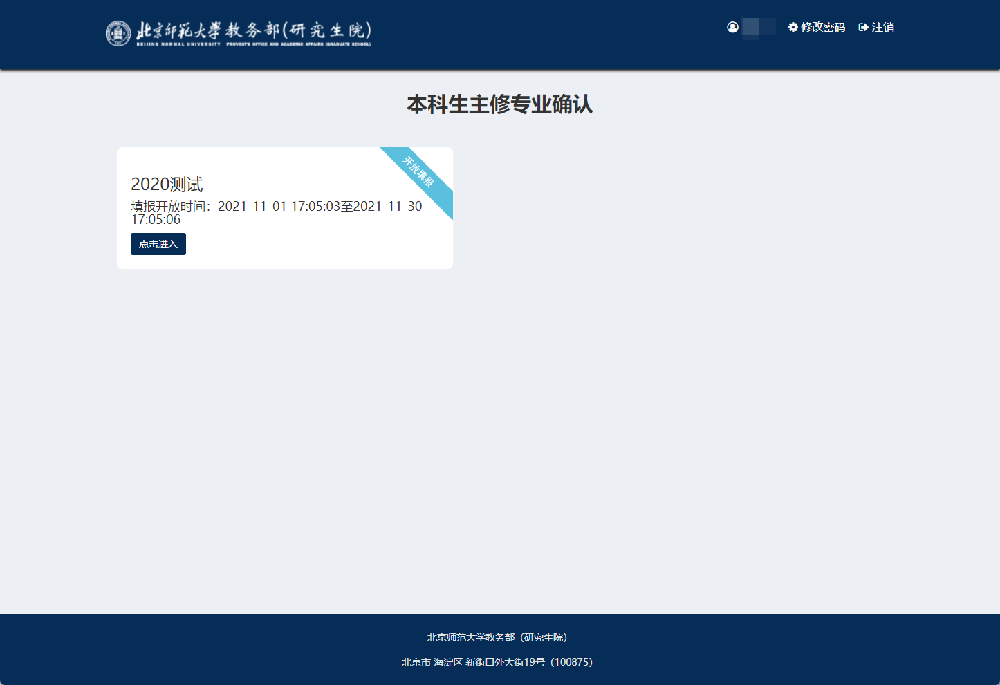 北京师范大学教务部(研究生院)
BEIJING NORMAL UNIVERSITY PROVOST'S OFFICE AND ACADEMIC AFFAIRS (GRADUATE SCHOOL)
修改密码 注销
本科生主修专业确认
开放填报
2020测试
填报开放时间：2021-11-01 17:05:03至2021-11-30
17:05:06
点击进入
北京师范大学教务部（研究生院）
北京市 海淀区 新街口外大街19号（100875）